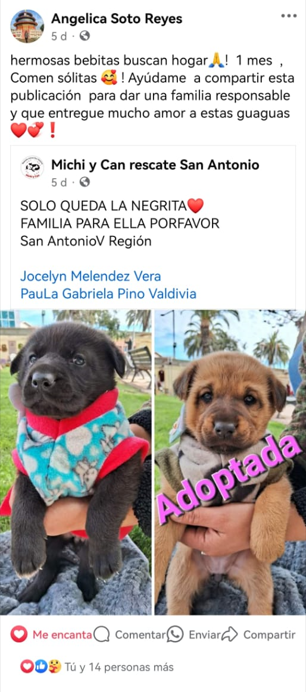 Angelica Soto Reyes
5 d ·
hermosas bebitas buscan hogar🙏! 1 mes ,
Comen sólitas 🥰 ! Ayúdame a compartir esta
publicación para dar una familia responsable
y que entregue mucho amor a estas guaguas
❤️💕❗
Michi y Can rescate San Antonio
5 d ·
SOLO QUEDA LA NEGRITA❤️
FAMILIA PARA ELLA PORFAVOR
San AntonioV Región
Jocelyn Melendez Vera
PauLa Gabriela Pino Valdivia
Adoptada
Me encanta Comentar Enviar Compartir
Tú y 14 personas más